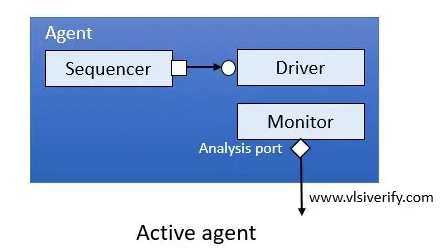 Agent
Sequencer
Driver
Monitor
Analysis port
www.vlsiverify.com
Active agent